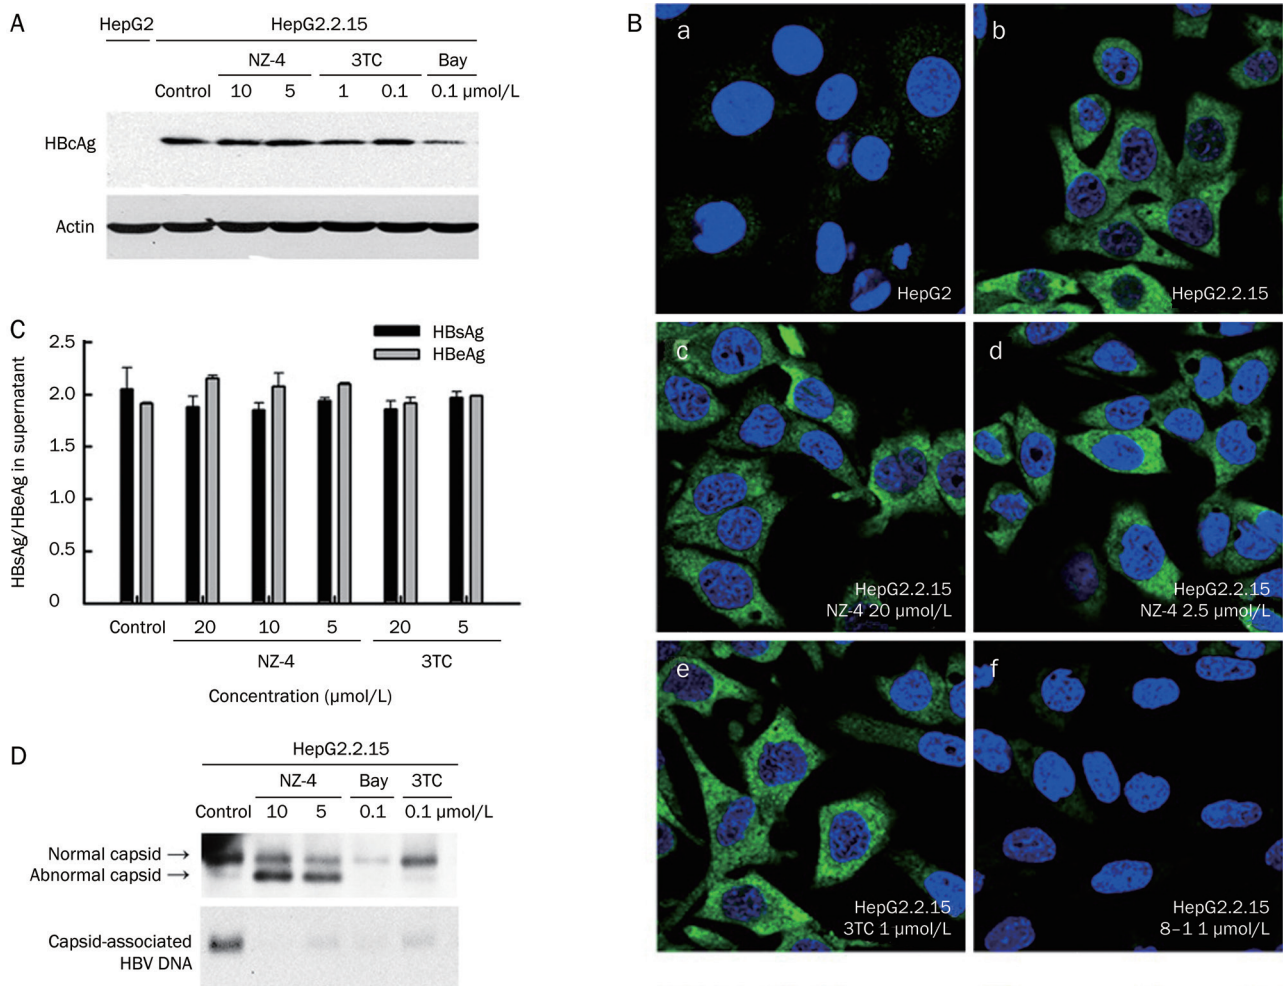 A
HepG2
HepG2.2.15
NZ-4
3TC
Bay
Control
10
5
1
0.1
0.1 μmol/L
HBcAg
Actin
B
a
HepG2
b
HepG2.2.15
c
HepG2.2.15
NZ-4 20 μmol/L
d
HepG2.2.15
NZ-4 2.5 μmol/L
e
HepG2.2.15
3TC 1 μmol/L
f
HepG2.2.15
8–1 1 μmol/L
C
HBsAg
HBeAg
HBsAg/HBeAg in supernatant
2.5
2.0
1.5
1.0
0.5
0
Control
20
10
5
20
5
NZ-4
3TC
Concentration (μmol/L)
D
HepG2.2.15
NZ-4
Bay
3TC
Control
10
5
0.1
0.1 μmol/L
Normal capsid →
Abnormal capsid →
Capsid-associated
HBV DNA